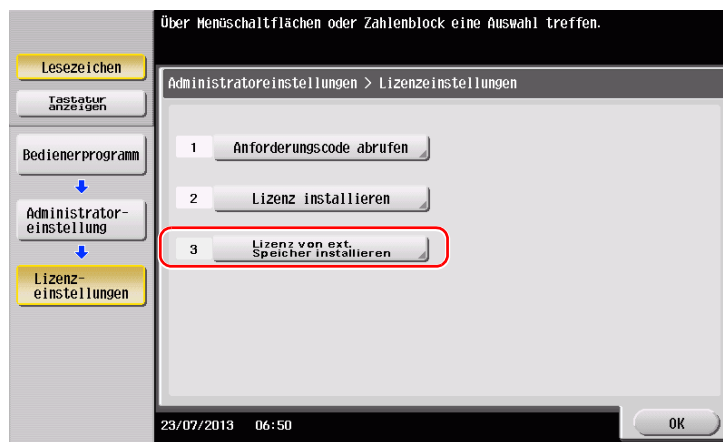 Über Menüschaltflächen oder Zahlenblock eine Auswahl treffen.
Lesezeichen
Tastatur
anzeigen
Bedienerprogramm
Administrator-
einstellung
Lizenz-
einstellungen
Administratoreinstellungen > Lizenzeinstellungen
1 Anforderungscode abrufen
2 Lizenz installieren
3 Lizenz von ext.
Speicher installieren
23/07/2013 06:50
OK